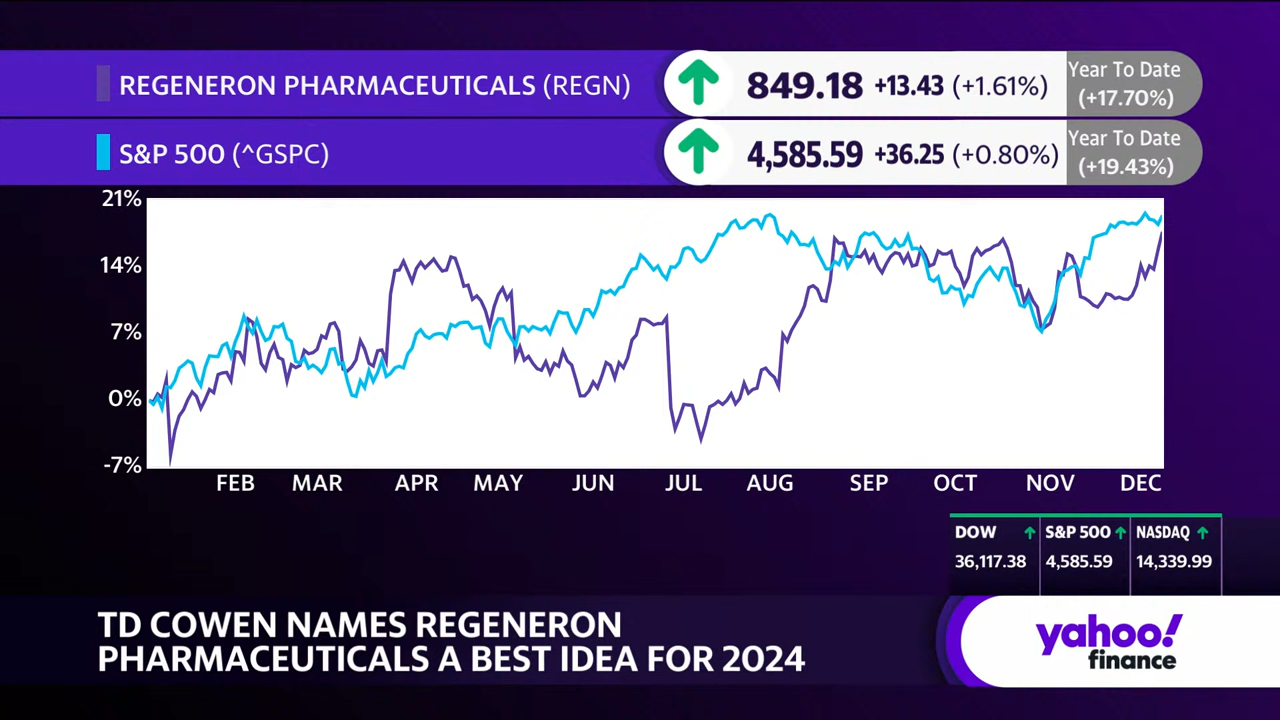 REGENERON PHARMACEUTICALS (REGN) 849.18 +13.43 (+1.61%) Year To Date
(+17.70%)
S&P 500 (^GSPC) 4,585.59 +36.25 (+0.80%) Year To Date
(+19.43%)
21%
14%
7%
0%
-7%
FEB MAR APR MAY JUN JUL AUG SEP OCT NOV DEC
DOW S&P 500 NASDAQ
36,117.38 4,585.59 14,339.99
TD COWEN NAMES REGENERON
PHARMACEUTICALS A BEST IDEA FOR 2024
yahoo!
finance